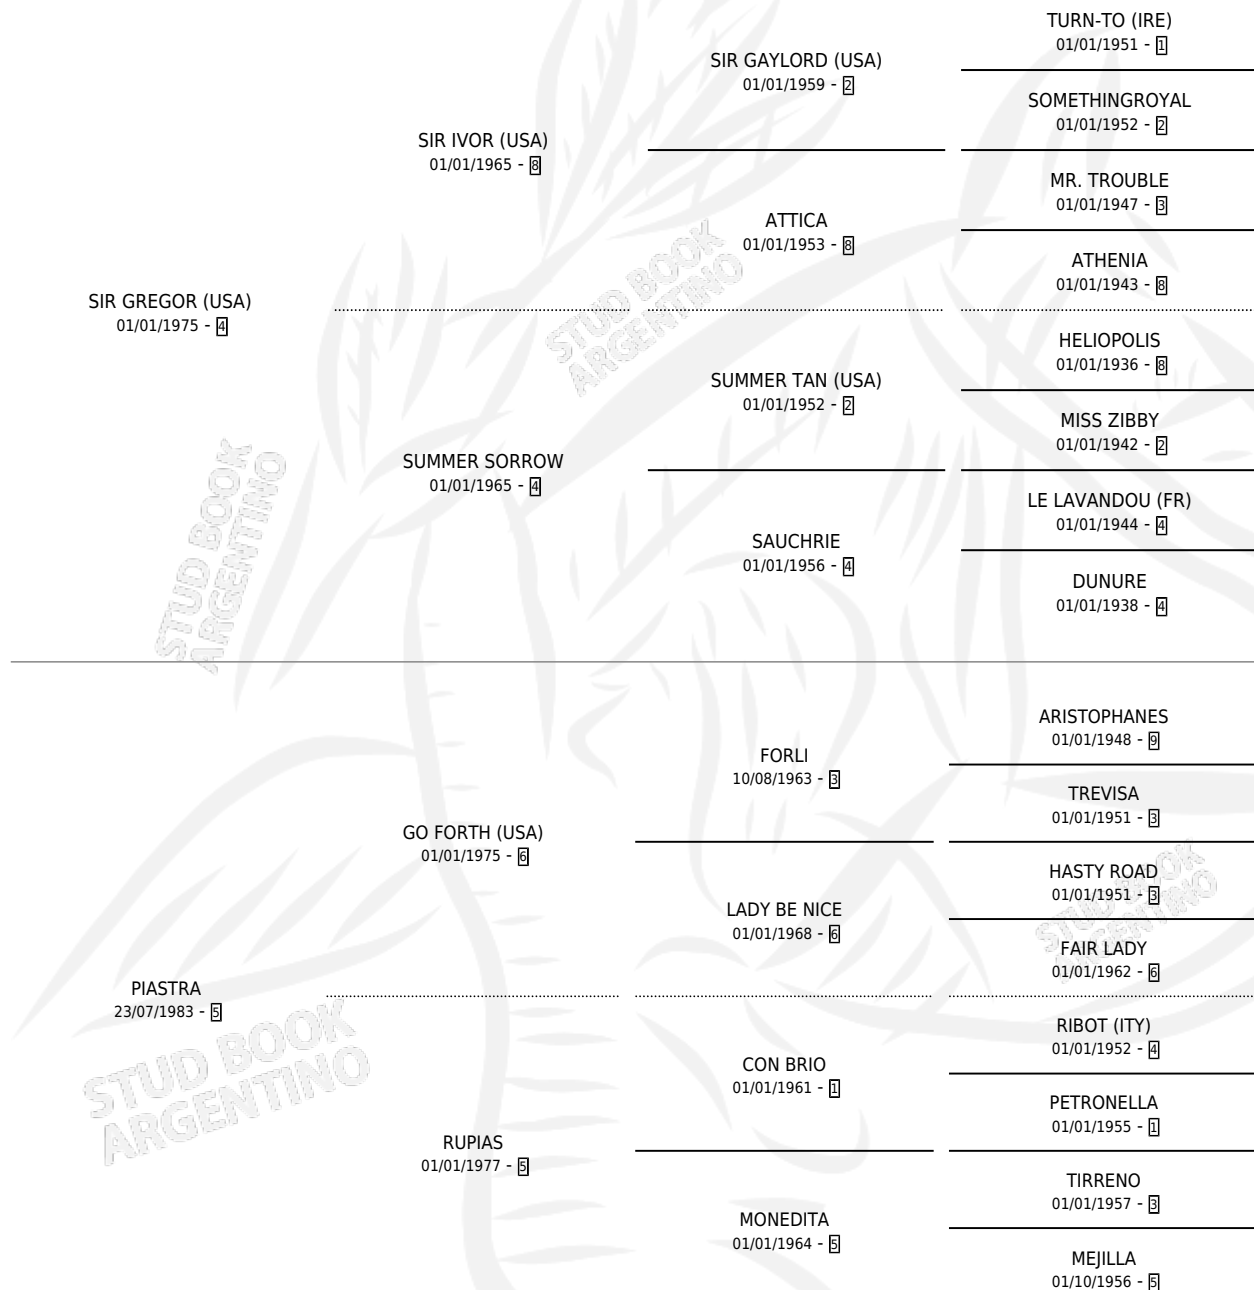 TURN-TO (IRE)
01/01/1951 - 1
SIR GAYLORD (USA)
01/01/1959 - 2
SOMETHINGROYAL
01/01/1952 - 2
SIR IVOR (USA)
01/01/1965 - 8
MR. TROUBLE
01/01/1947 - 3
ATTICA
01/01/1953 - 8
ATHENIA
01/01/1943 - 8
SIR GREGOR (USA)
01/01/1975 - 4
HELIOPOLIS
01/01/1936 - 8
SUMMER TAN (USA)
01/01/1952 - 2
MISS ZIBBY
01/01/1942 - 2
SUMMER SORROW
01/01/1965 - 4
LE LAVANDOU (FR)
01/01/1944 - 4
SAUCHRIE
01/01/1956 - 4
DUNURE
01/01/1938 - 4
ARISTOPHANES
01/01/1948 - 9
FORLI
10/08/1963 - 3
TREVISA
01/01/1951 - 3
GO FORTH (USA)
01/01/1975 - 6
HASTY ROAD
01/01/1951 - 3
LADY BE NICE
01/01/1968 - 6
FAIR LADY
01/01/1962 - 6
PIASTRA
23/07/1983 - 5
RIBOT (ITY)
01/01/1952 - 4
CON BRIO
01/01/1961 - 1
PETRONELLA
01/01/1955 - 1
RUPIAS
01/01/1977 - 5
TIRRENO
01/01/1957 - 3
MONEDITA
01/01/1964 - 5
MEJILLA
01/10/1956 - 5
STUD BOOK
ARGENTINO
STUD BOOK
ARGENTINO
STUD BOOK
ARGENTINO
STUD BOOK
ARGENTINO